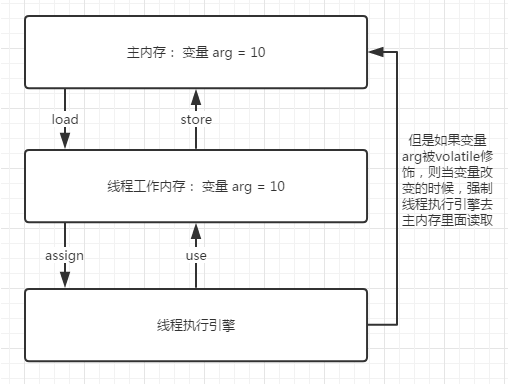 主内存： 变量 arg = 10
load
store
线程工作内存： 变量 arg = 10
assign
use
线程执行引擎
但是如果变量
arg被volatile修
饰，则当变量改
变的时候，强制
线程执行引擎去
主内存里面读取